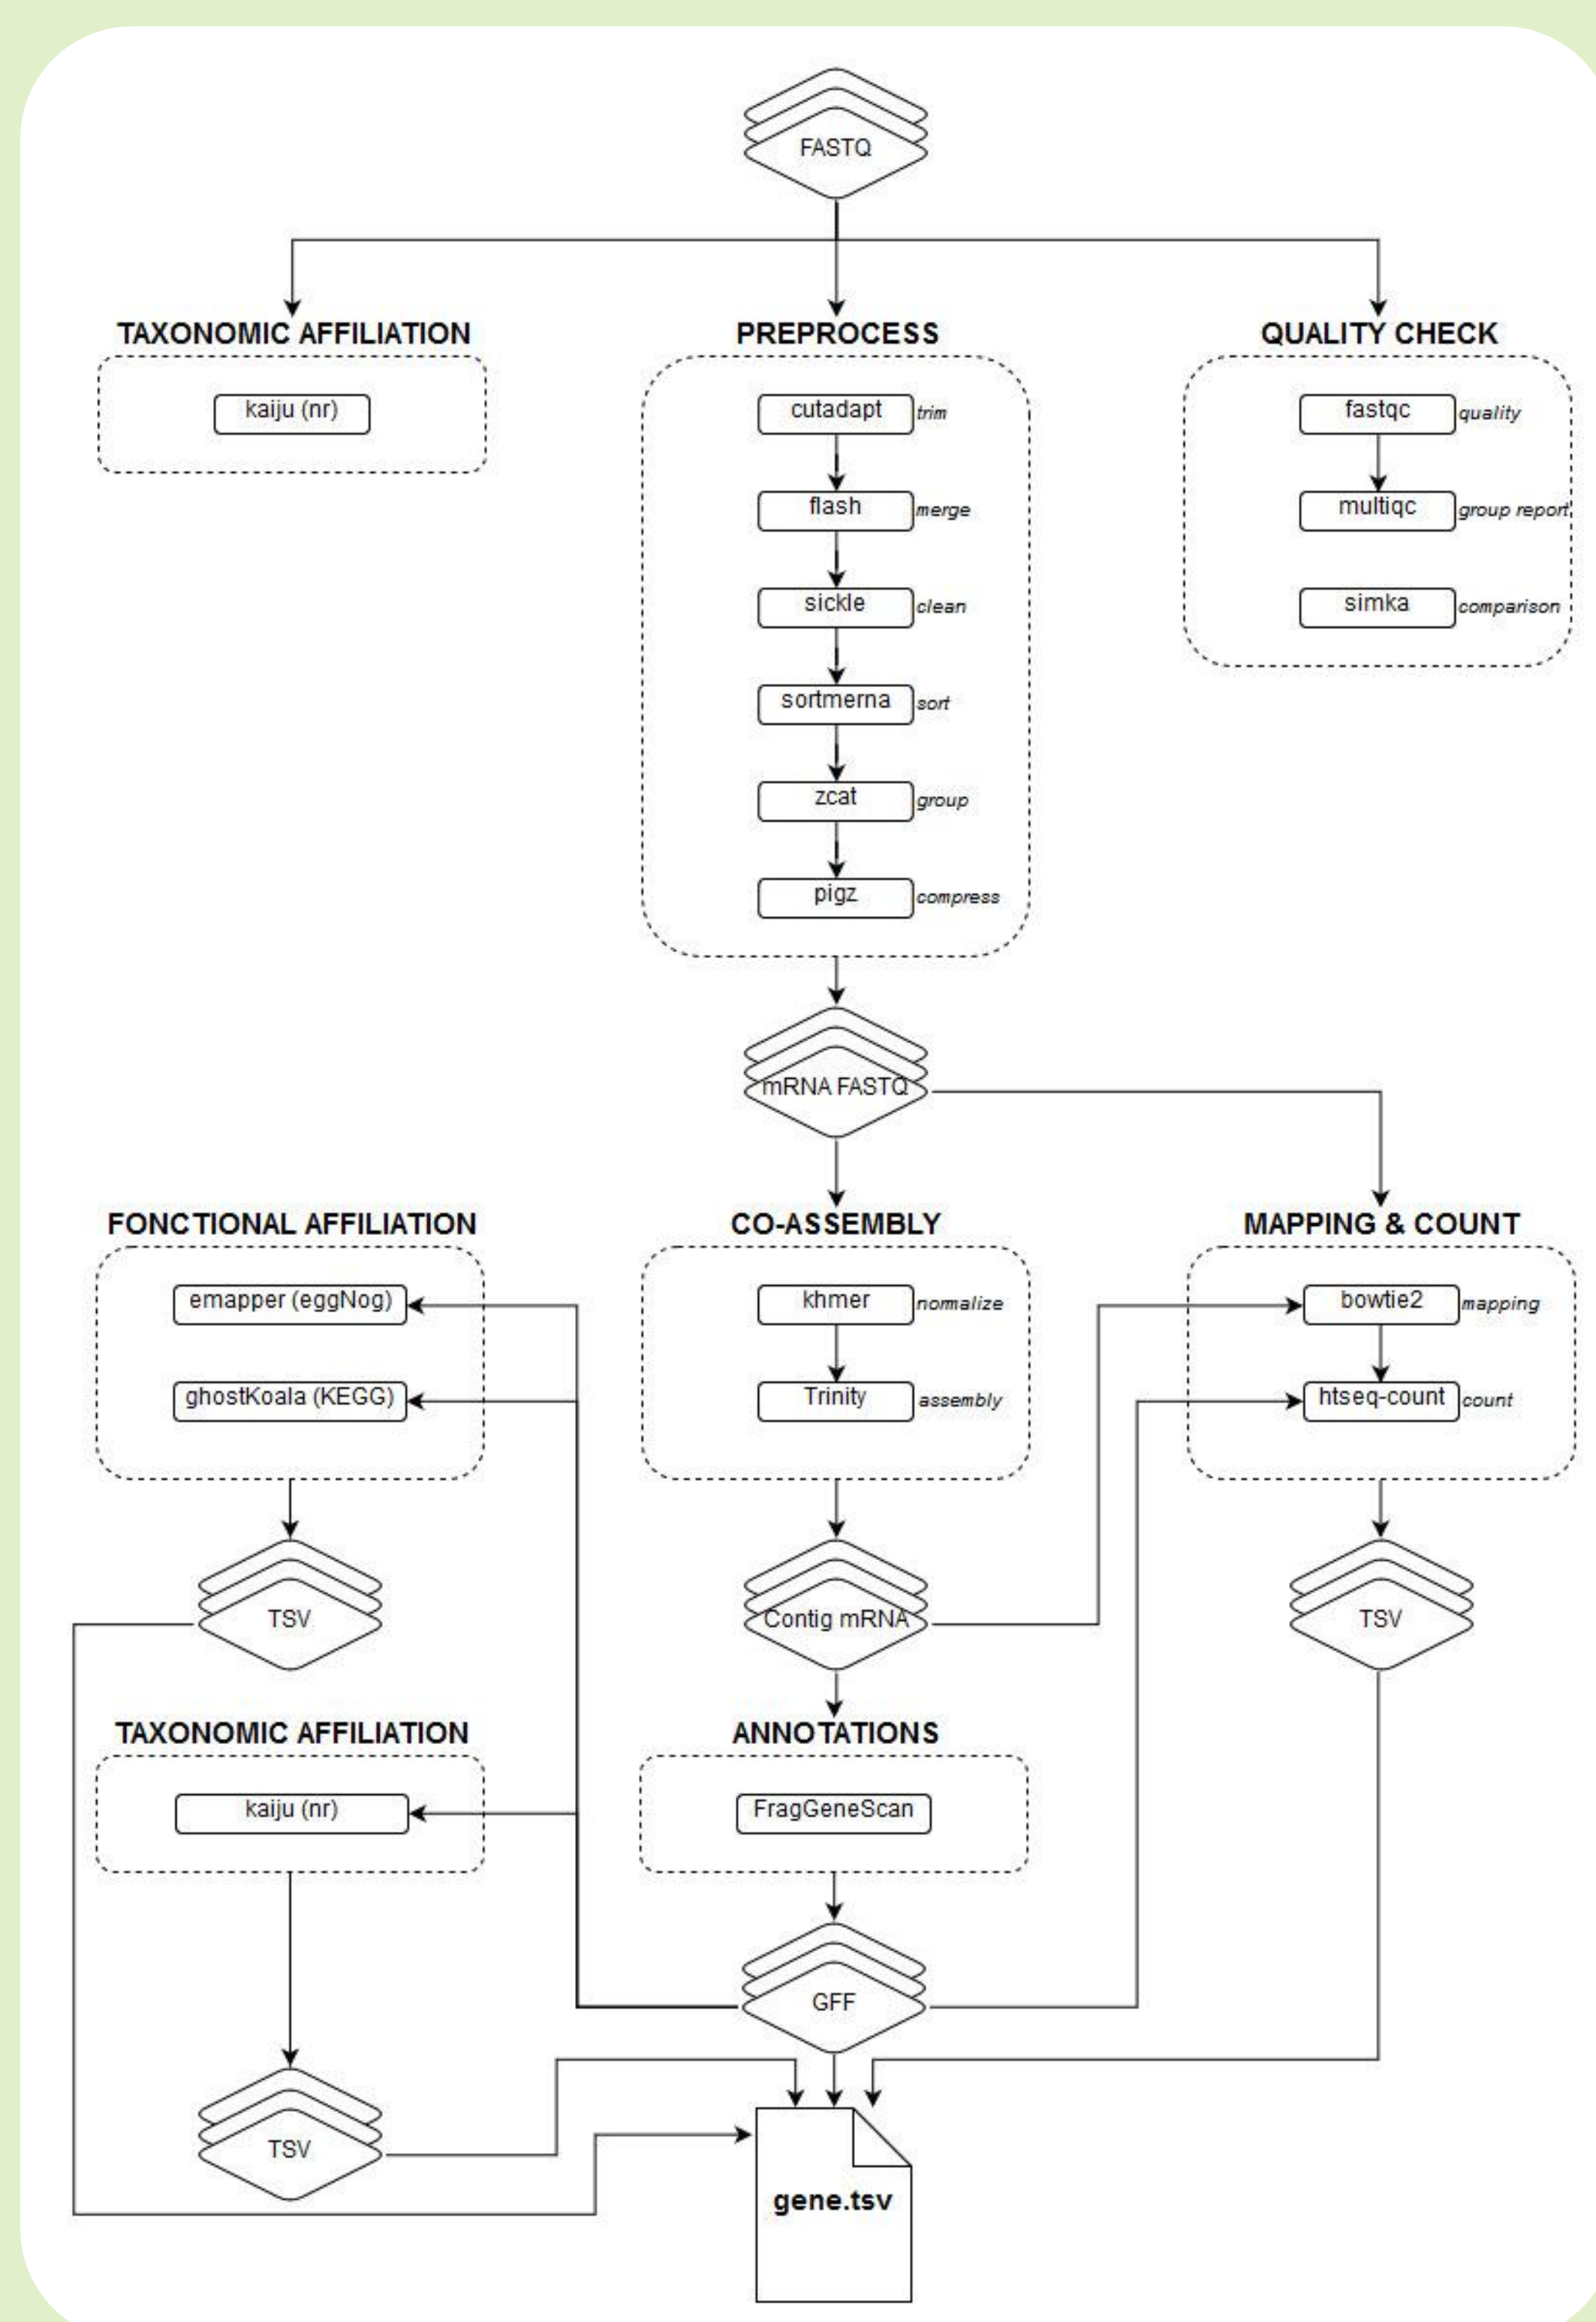 FASTQ
TAXONOMIC AFFILIATION
kaiju (nr)
PREPROCESS
cutadapt trim
flash merge
sickle clean
sortmerna sort
zcat group
pigz compress
QUALITY CHECK
fastqc quality
multiqc group report
simka comparison
mRNA FASTQ
FONCTIONAL AFFILIATION
emapper (eggNog)
ghostKoala (KEGG)
TSV
CO-ASSEMBLY
khmer normalize
Trinity assembly
Contig mRNA
MAPPING & COUNT
bowtie2 mapping
htseq-count count
TSV
TAXONOMIC AFFILIATION
kaiju (nr)
TSV
ANNOTATIONS
FragGeneScan
GFF
gene.tsv